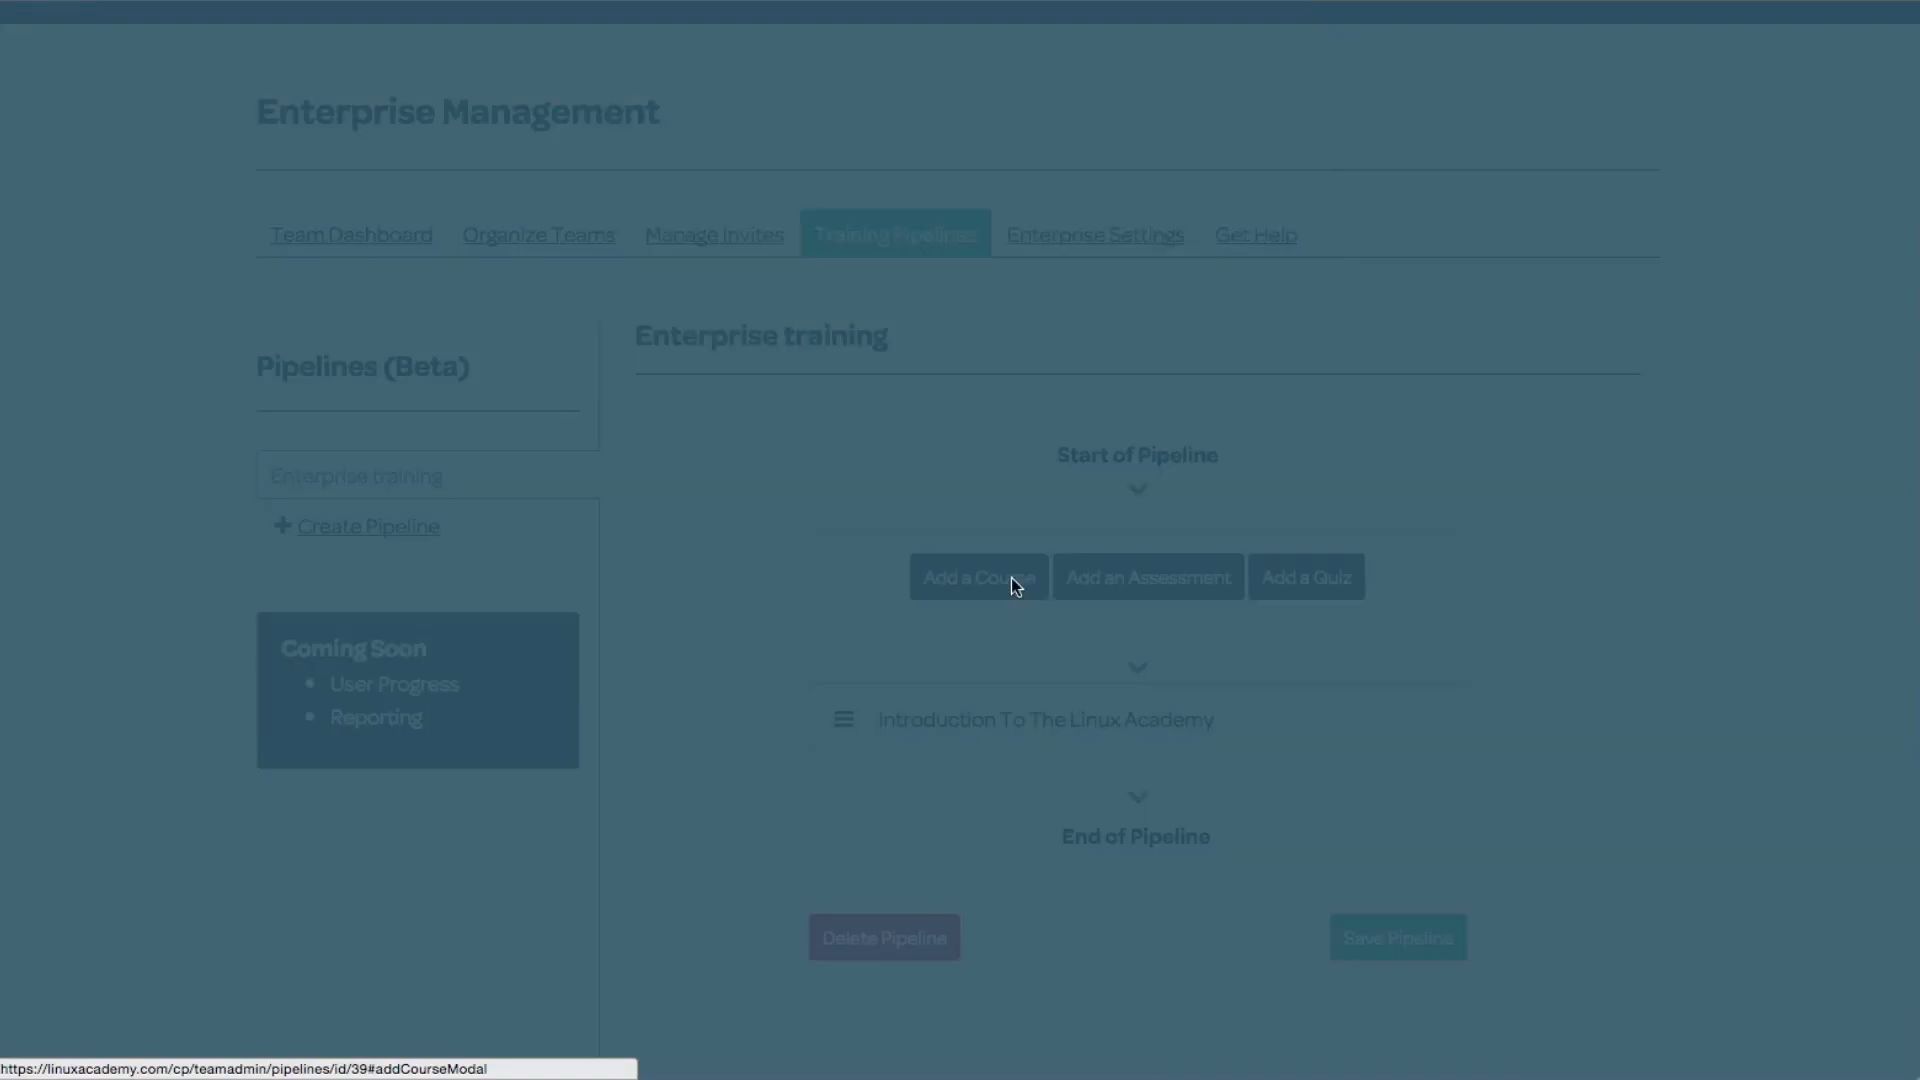 Enterprise Management
Team Dashboard Organize Teams Manage Invites Training Pipelines Enterprise Settings Get Help
Pipelines (Beta)
Enterprise training
Create Pipeline
Coming Soon
User Progress
Reporting
Enterprise training
Start of Pipeline
Add a Course Add an Assessment Add a Quiz
Introduction To The Linux Academy
End of Pipeline
Delete Pipeline Save Pipeline
https://linuxacademy.com/cp/teamadmin/pipelines/id/39#addCourseModal